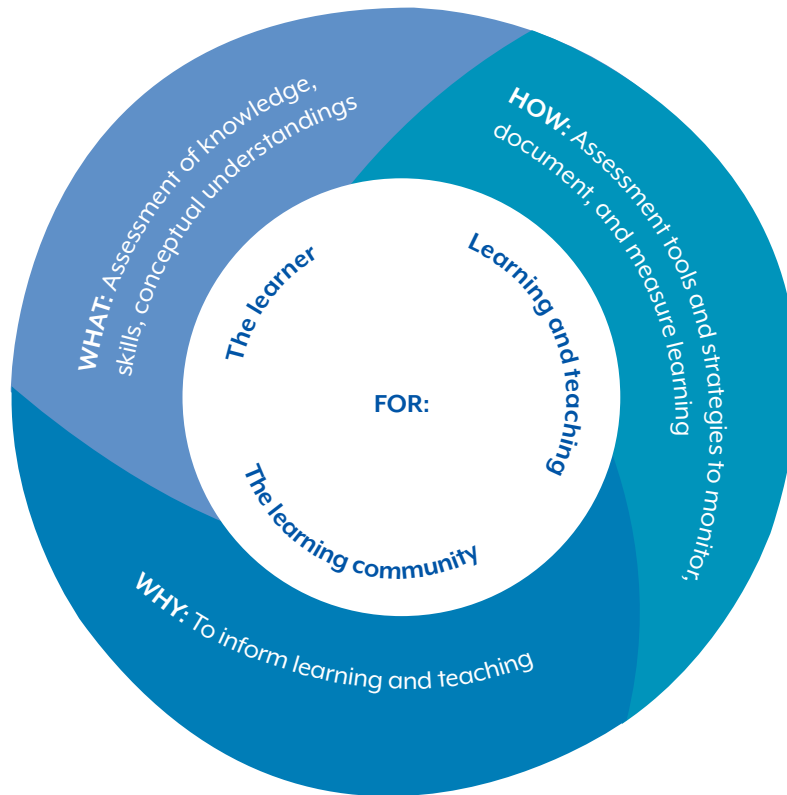 WHAT: Assessment of knowledge,
skills, conceptual understandings
HOW: Assessment tools and strategies to monitor,
document, and measure learning
WHY: To inform learning and teaching
FOR:
The learner
Learning and teaching
The learning community